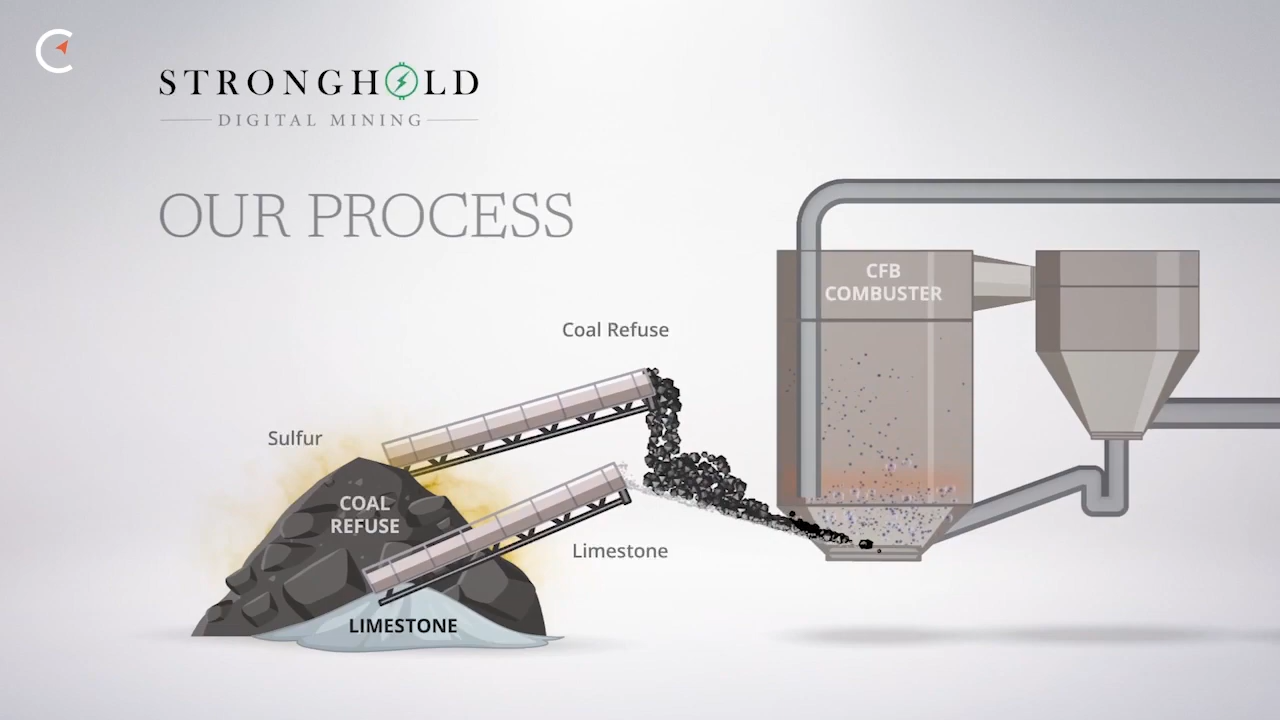 STRONGHOLD
DIGITAL MINING
OUR PROCESS
CFB
COMBUSTER
Coal Refuse
Sulfur
COAL
REFUSE
Limestone
LIMESTONE